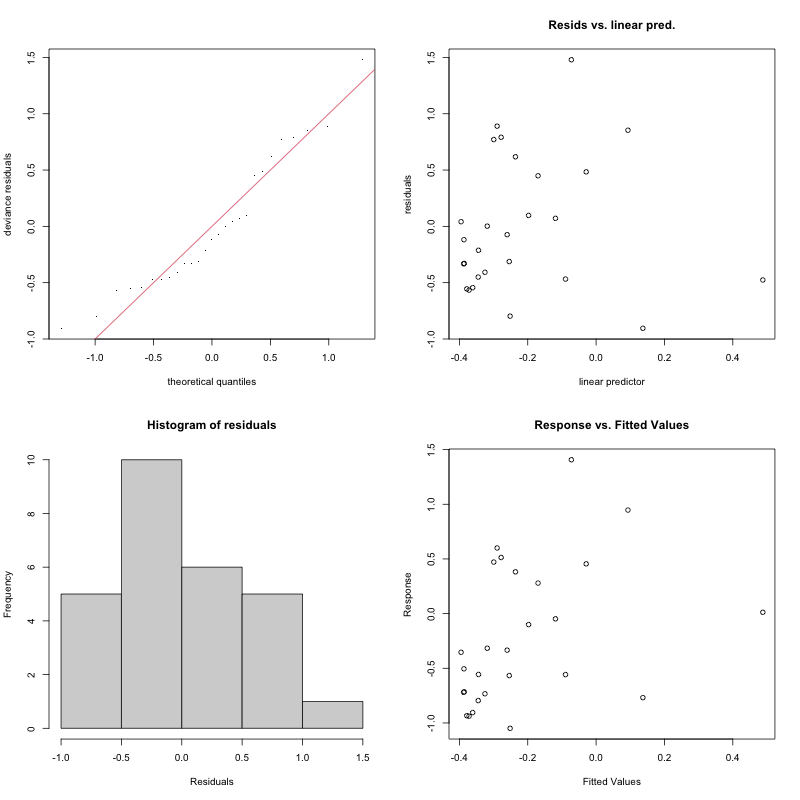 deviance residuals
1.5
1.0
0.5
0.0
-0.5
-1.0
-1.0 -0.5 0.0 0.5 1.0
theoretical quantiles
Resids vs. linear pred.
residuals
1.5
1.0
0.5
0.0
-0.5
-1.0
-0.4 -0.2 0.0 0.2 0.4
linear predictor
Histogram of residuals
Frequency
10
8
6
4
2
0
-1.0 -0.5 0.0 0.5 1.0 1.5
Residuals
Response vs. Fitted Values
Response
1.5
1.0
0.5
0.0
-0.5
-1.0
-0.4 -0.2 0.0 0.2 0.4
Fitted Values